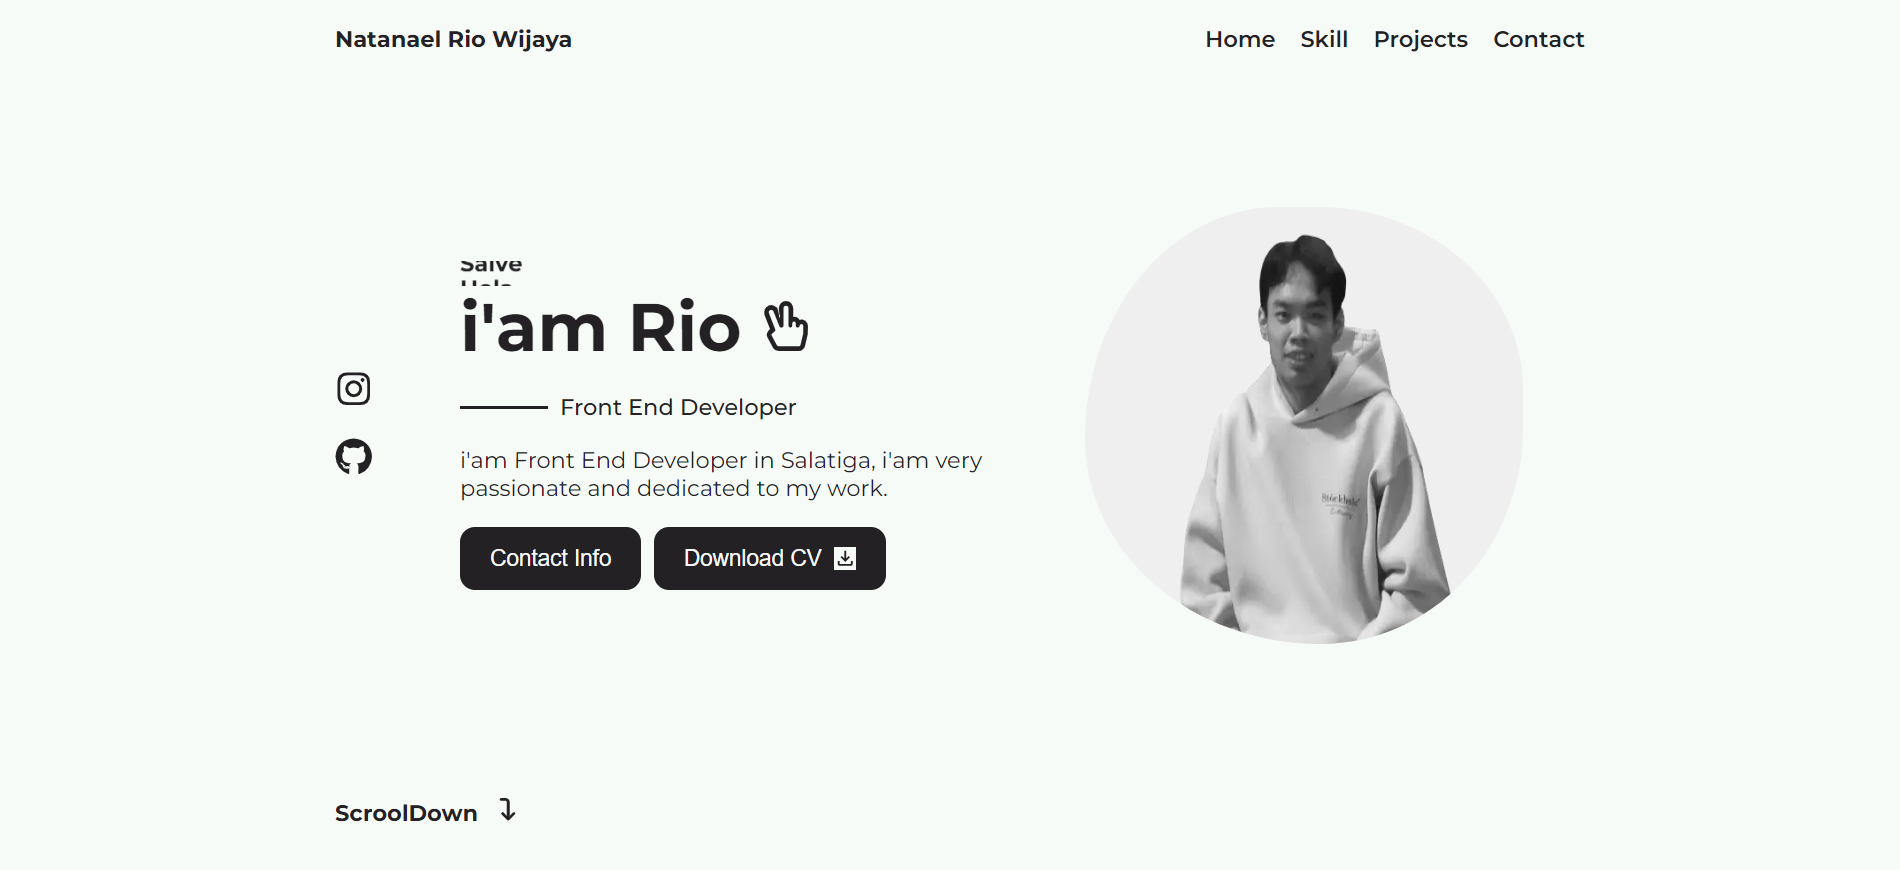 Natanael Rio Wijaya
Home Skill Projects Contact
Salve
Hola
i'am Rio
Front End Developer
i'am Front End Developer in Salatiga, i'am very
passionate and dedicated to my work.
Contact Info
Download CV
ScroolDown